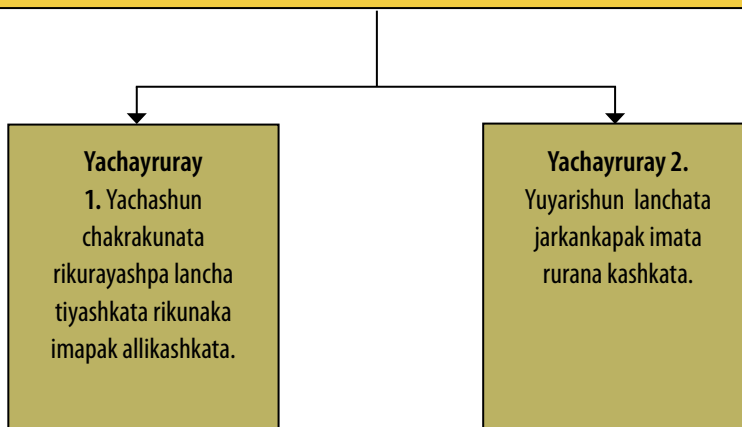 Yachayruray
1. Yachashun
chakrakunata
rikurayashpa lancha
tiyashkata rikunaka
imapak allikashkata.
Yachayruray 2.
Yuyarishun lanchata
jarkankapak imata
rurana kashkata.